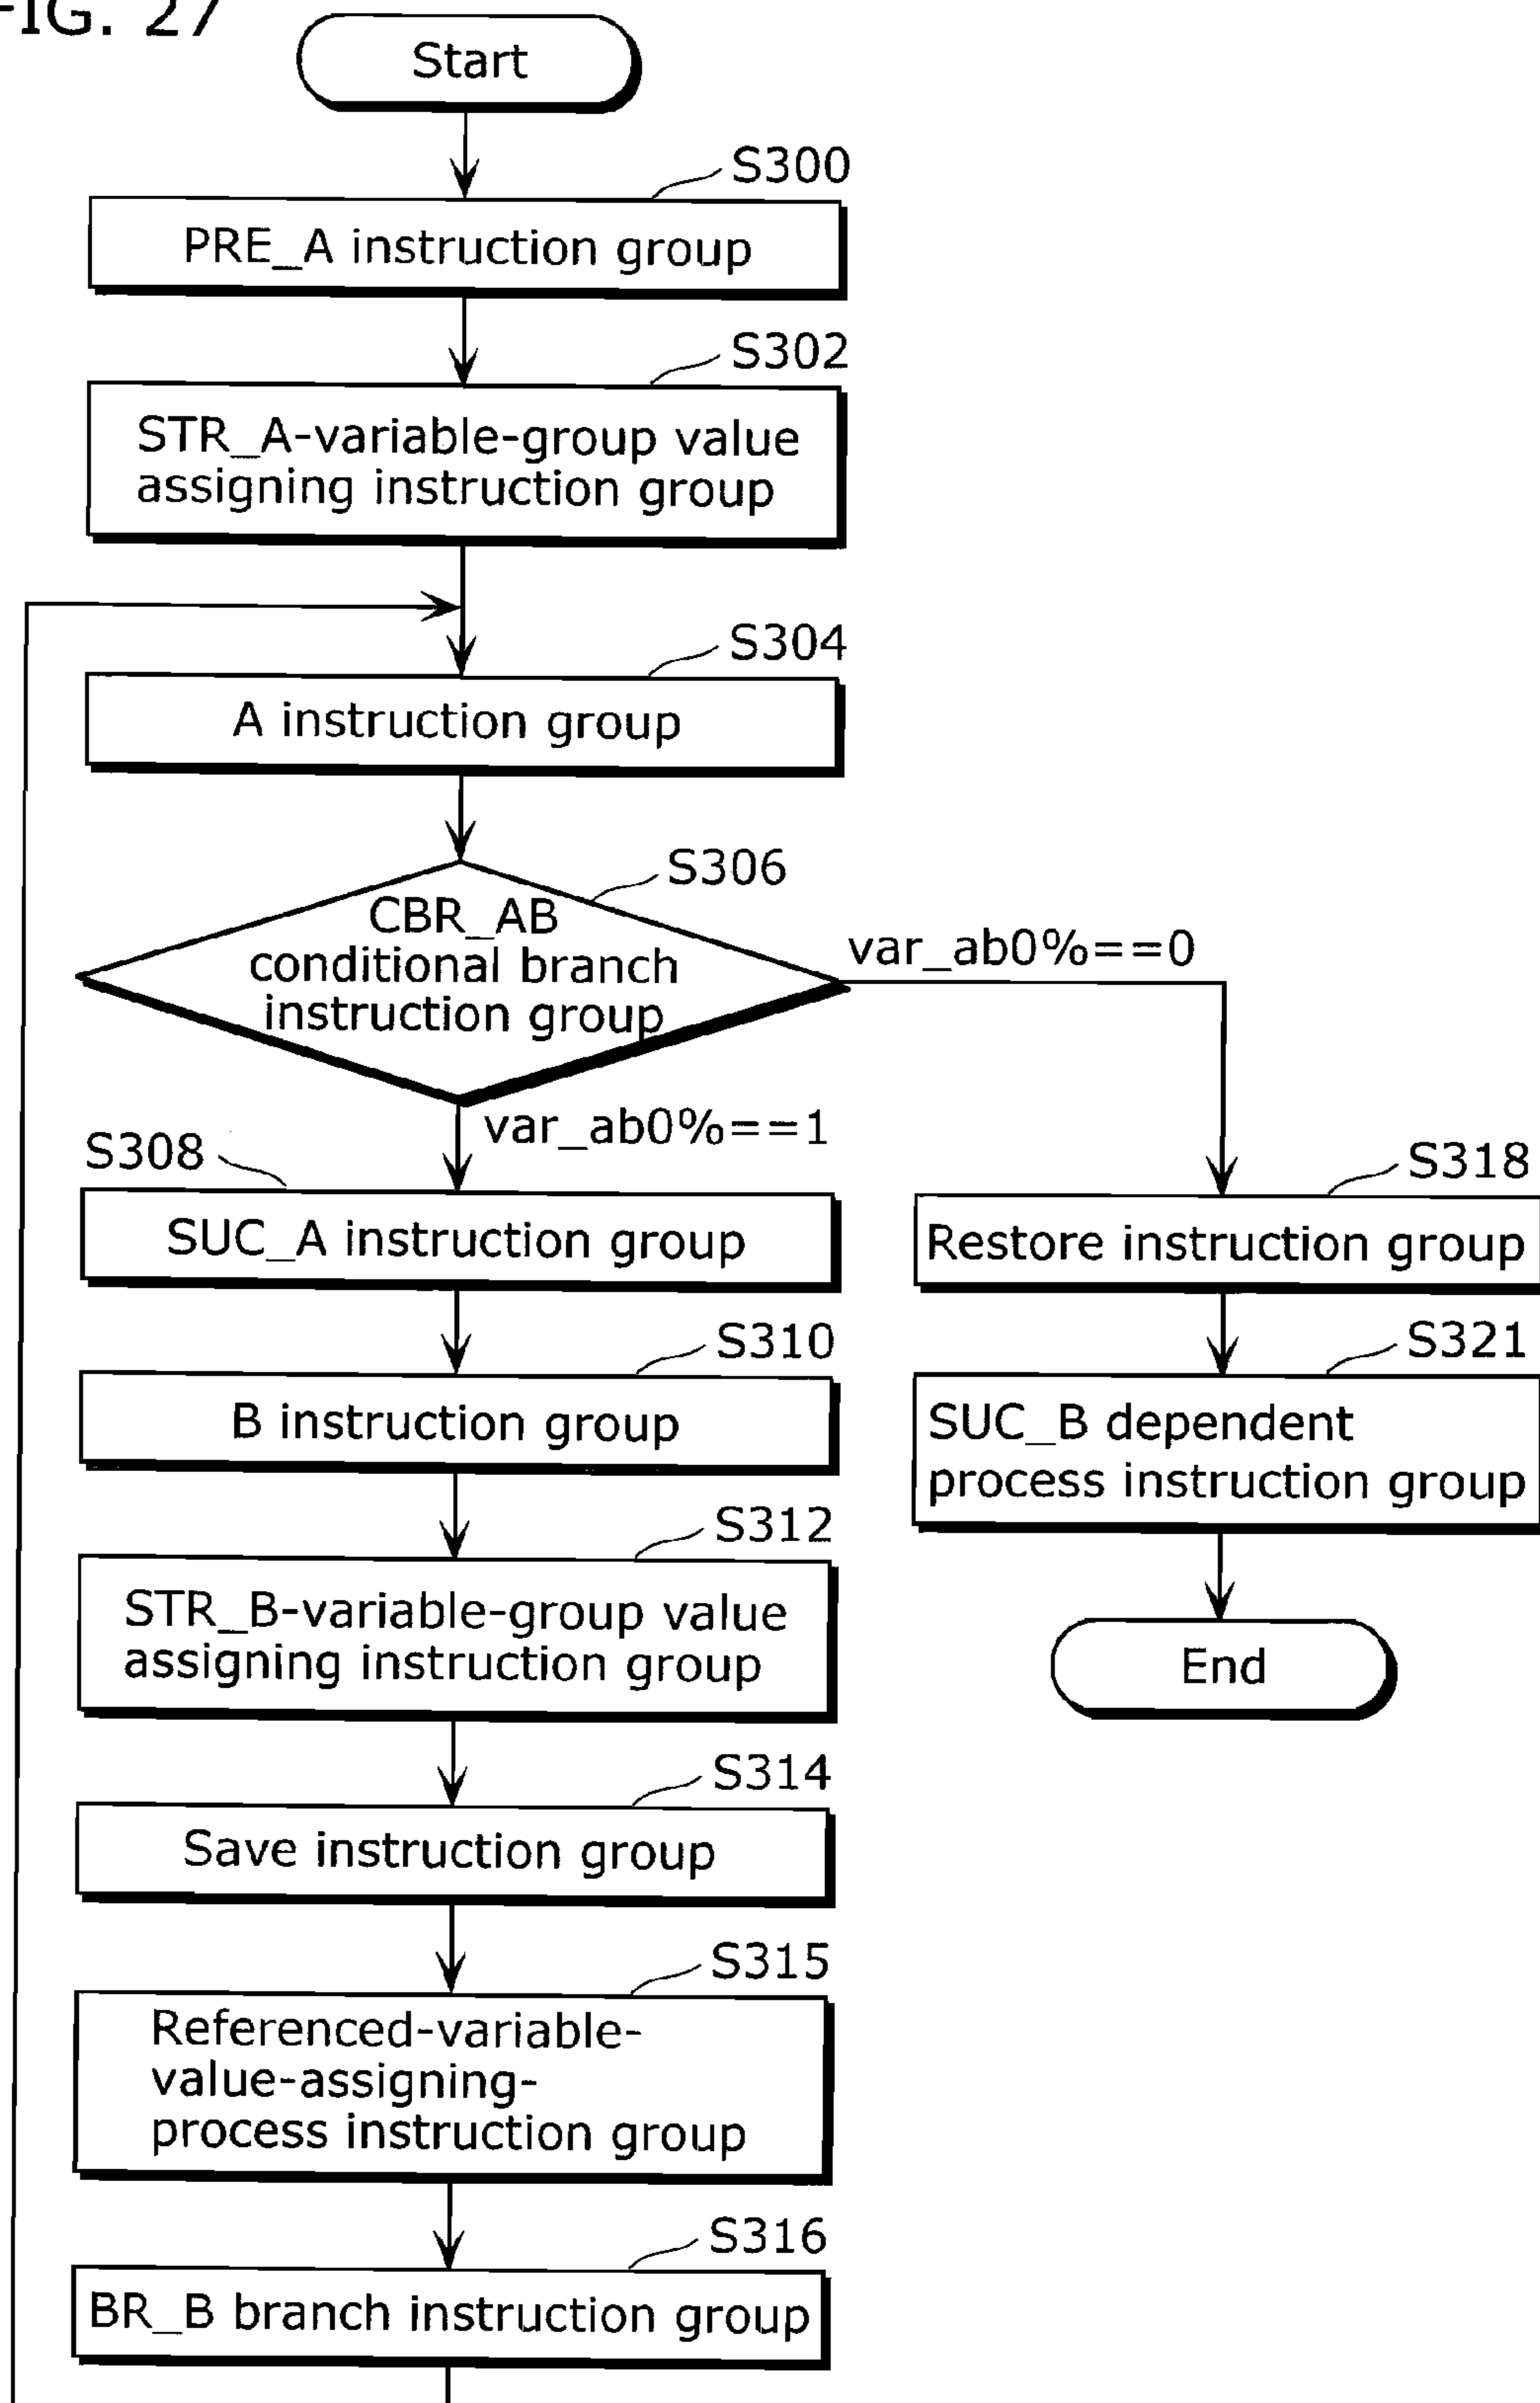 FIG. 27
Start
S300
PRE_A instruction group
S302
STR_A-variable-group value
assigning instruction group
S304
A instruction group
S306
CBR_AB
conditional branch
instruction group
var_ab0%==0
var_ab0%==1
S308
SUC_A instruction group
S310
B instruction group
S312
STR_B-variable-group value
assigning instruction group
S314
Save instruction group
S315
Referenced-variable-
value-assigning-
process instruction group
S316
BR_B branch instruction group
S318
Restore instruction group
S321
SUC_B dependent
process instruction group
End